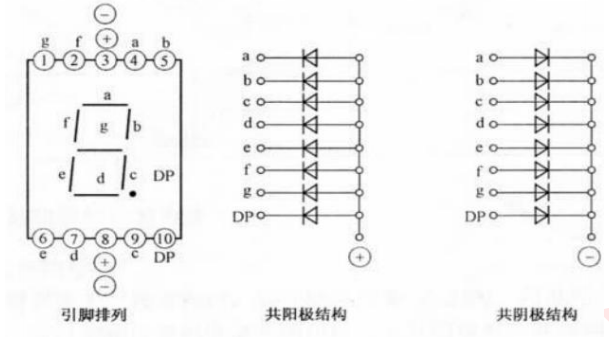 ⊖
g f ⊕ a b
① ② ③ ④ ⑤
a
f g b
e d c DP
⑥ ⑦ ⑧ ⑨ ⑩
e d ⊕ c DP
⊖
引脚排列
a
b
c
d
e
f
g
DP
⊕
共阳极结构
a
b
c
d
e
f
g
DP
⊖
共阴极结构